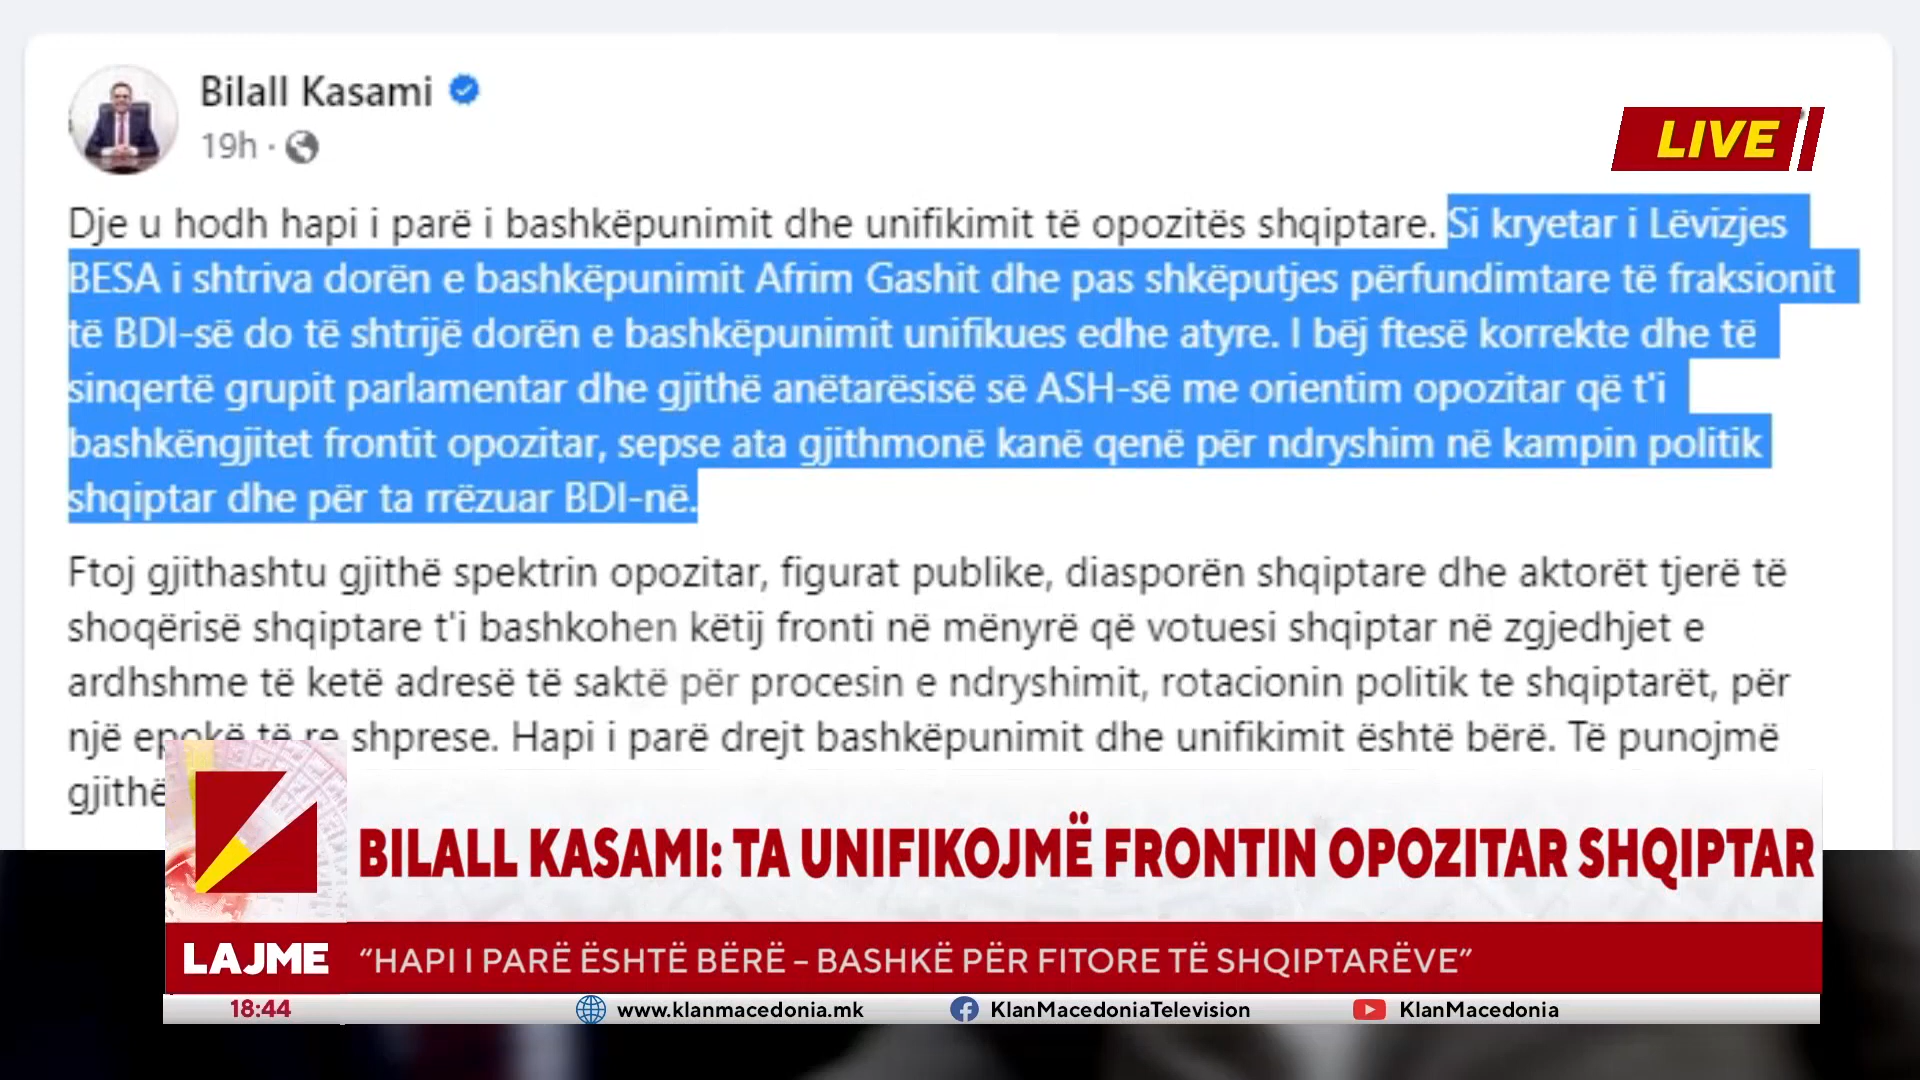 Bilall Kasami
19h
LIVE
Dje u hodh hapi i parë i bashkëpunimit dhe unifikimit të opozitës shqiptare. Si kryetar i Lëvizjes
BESA i shtriva dorën e bashkëpunimit Afrim Gashit dhe pas shkëputjes përfundimtare të fraksionit
të BDI-së do të shtrijë dorën e bashkëpunimit unifikues edhe atyre. I bëj ftesë korrekte dhe të
sinqertë grupit parlamentar dhe gjithë anëtarësisë së ASH-së me orientim opozitar që t'i
bashkëngjitet frontit opozitar, sepse ata gjithmonë kanë qenë për ndryshim në kampin politik
shqiptar dhe për ta rrëzuar BDI-në.
Ftoj gjithashtu gjithë spektrin opozitar, figurat publike, diasporën shqiptare dhe aktorët tjerë të
shoqërisë shqiptare t'i bashkohen këtij fronti në mënyrë që votuesi shqiptar në zgjedhjet e
ardhshme të ketë adresë të saktë për procesin e ndryshimit, rotacionin politik te shqiptarët, për
një epokë të re shprese. Hapi i parë drejt bashkëpunimit dhe unifikimit është bërë. Të punojmë
gjithë
BILALL KASAMI: TA UNIFIKOJMË FRONTIN OPOZITAR SHQIPTAR
LAJME
“HAPI I PARË ËSHTË BËRË – BASHKË PËR FITORE TË SHQIPTARËVE”
18:44
www.klanmacedonia.mk
KlanMacedoniaTelevision
KlanMacedonia